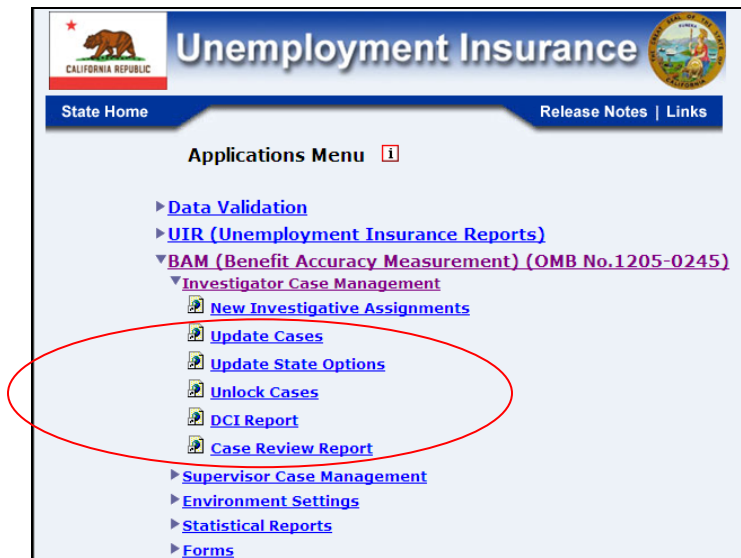 CALIFORNIA REPUBLIC
Unemployment Insurance
State Home
Release Notes | Links
Applications Menu i
Data Validation
UIR (Unemployment Insurance Reports)
BAM (Benefit Accuracy Measurement) (OMB No.1205-0245)
Investigator Case Management
New Investigative Assignments
Update Cases
Update State Options
Unlock Cases
DCI Report
Case Review Report
Supervisor Case Management
Environment Settings
Statistical Reports
Forms